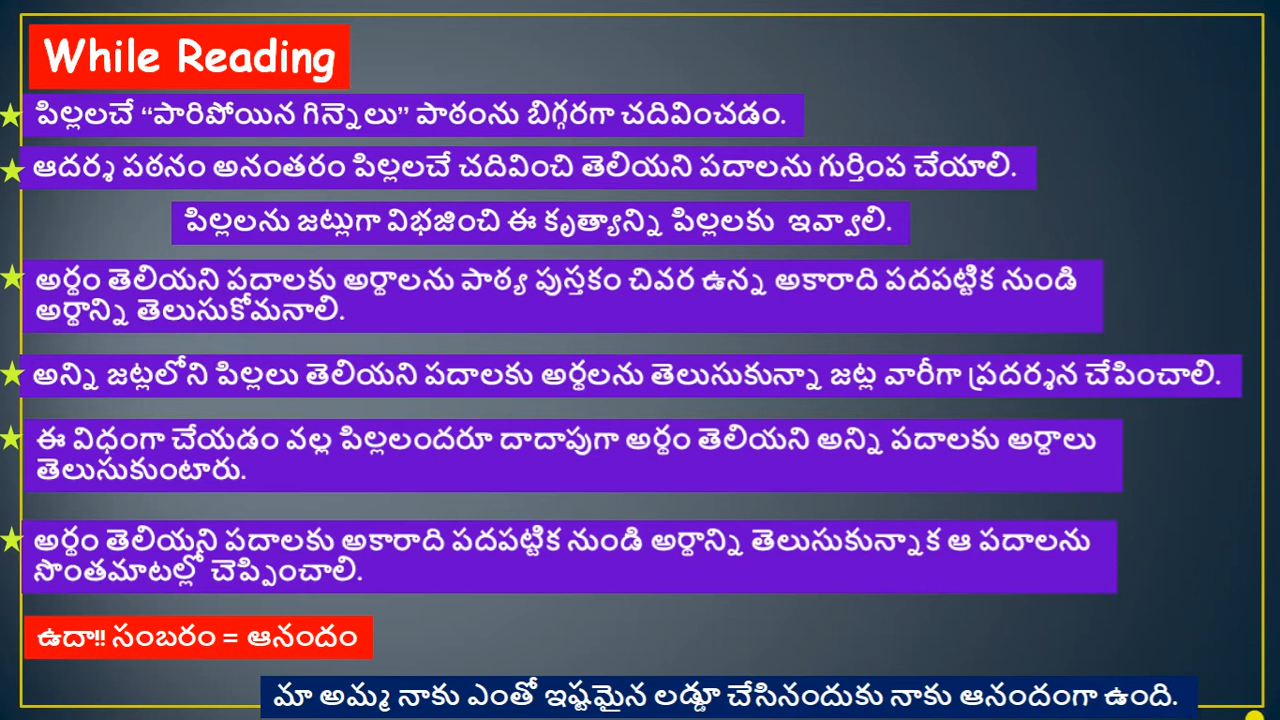 While Reading
పిల్లలచే “పారిపోయిన గిన్నెలు” పాఠంను బిగ్గరగా చదివించడం.
ఆదర్శ పఠనం అనంతరం పిల్లలచే చదివించి తెలియని పదాలను గుర్తింప చేయాలి.
పిల్లలను జట్లుగా విభజించి ఈ కృత్యాన్ని పిల్లలకు ఇవ్వాలి.
అర్థం తెలియని పదాలకు అర్థాలను పాఠ్య పుస్తకం చివర ఉన్న అకారాది పదపట్టిక నుండి
అర్థాన్ని తెలుసుకోమనాలి.
అన్ని జట్లలోని పిల్లలు తెలియని పదాలకు అర్థలను తెలుసుకున్నా జట్ల వారీగా ప్రదర్శన చేపించాలి.
ఈ విధంగా చేయడం వల్ల పిల్లలందరూ దాదాపుగా అర్థం తెలియని అన్ని పదాలకు అర్థాలు
తెలుసుకుంటారు.
అర్థం తెలియని పదాలకు అకారాది పదపట్టిక నుండి అర్థాన్ని తెలుసుకున్నాక ఆ పదాలను
సొంతమాటల్లో చెప్పించాలి.
ఉదా!! సంబరం = ఆనందం
మా అమ్మ నాకు ఎంతో ఇష్టమైన లడ్డూ చేసినందుకు నాకు ఆనందంగా ఉంది.